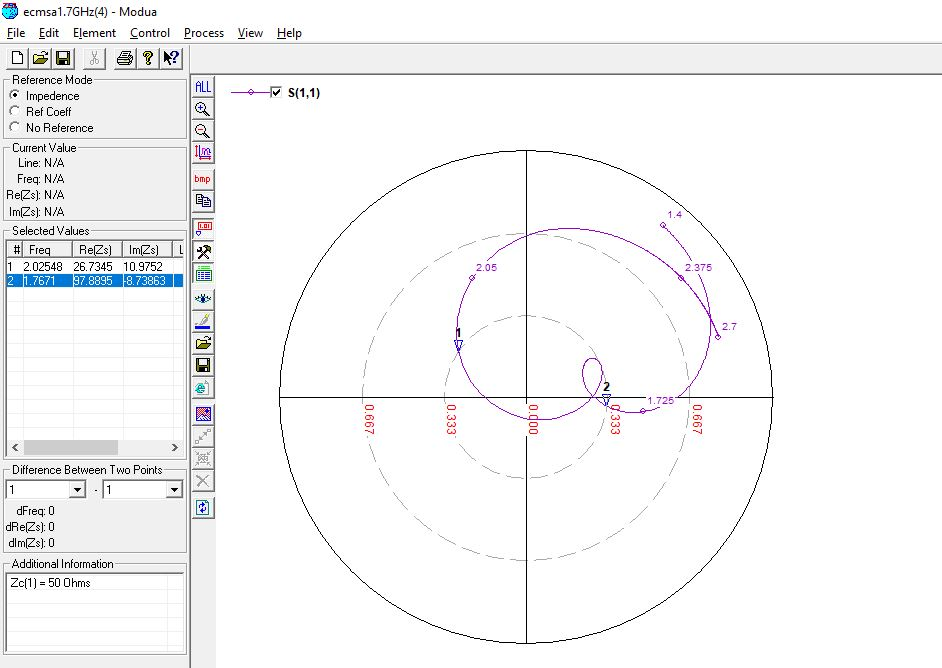 ecmsa1.7GHz(4) - Modua
File Edit Element Control Process View Help
Reference Mode
Impedence
Ref Coeff
No Reference
Current Value
Line: N/A
Freq: N/A
Re(Zs): N/A
Im(Zs): N/A
Selected Values
# Freq Re(Zs) Im(Zs) L
1 2.02548 26.7345 10.9752
2 1.7671 97.8895 -8.73863
Difference Between Two Points
1 - 1
dFreq: 0
dRe(Zs): 0
dIm(Zs): 0
Additional Information
Zc(1) = 50 Ohms
ALL
bmp
1.01
S(1,1)
1.4
2.05
2.375
2.7
1
2
1.725
0.667
0.333
0.000
0.333
0.667